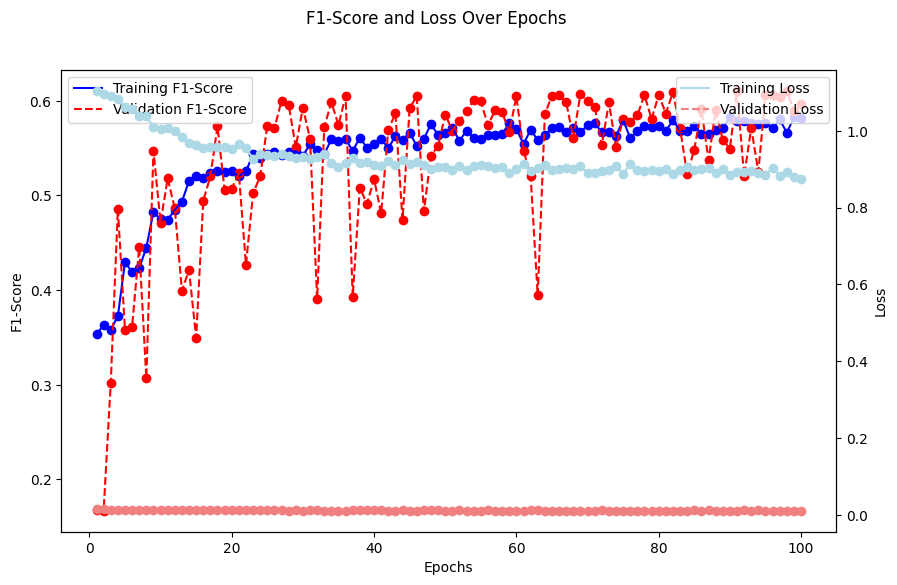 F1-Score and Loss Over Epochs
Training F1-Score
Validation F1-Score
Training Loss
Validation Loss
F1-Score
0.6
0.5
0.4
0.3
0.2
Loss
1.0
0.8
0.6
0.4
0.2
0.0
0 20 40 60 80 100
Epochs